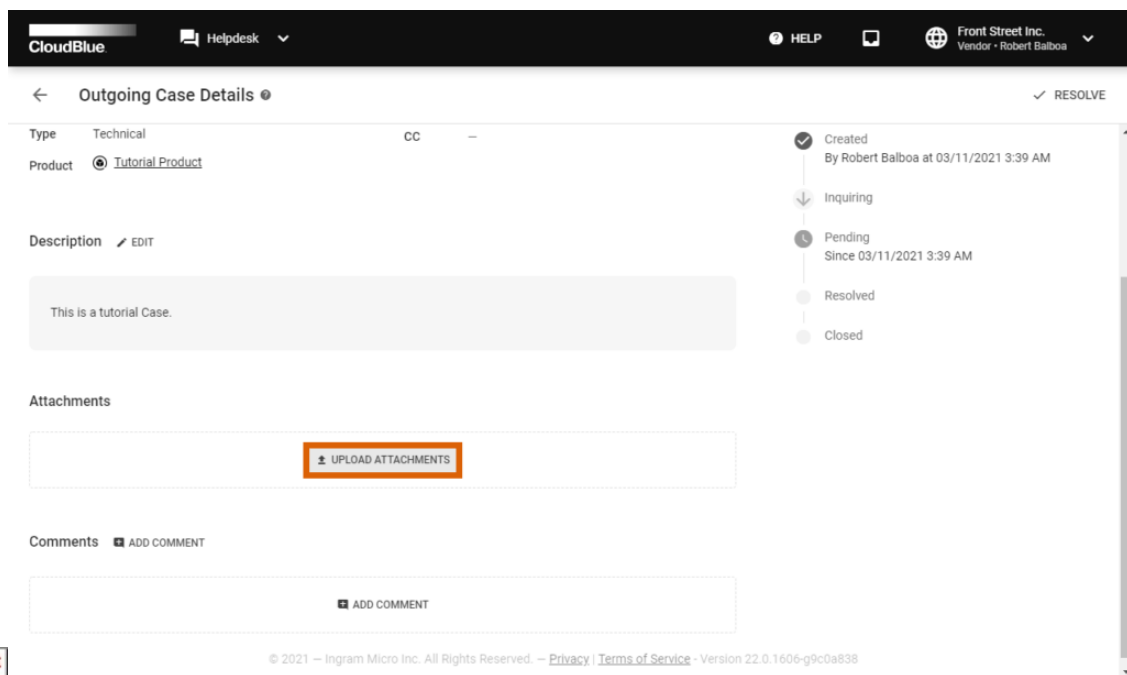 CloudBlue
Helpdesk
HELP
Front Street Inc.
Vendor • Robert Balboa
Outgoing Case Details
RESOLVE
Type Technical CC —
Product Tutorial Product
Description EDIT
This is a tutorial Case.
Attachments
UPLOAD ATTACHMENTS
Comments ADD COMMENT
ADD COMMENT
Created
By Robert Balboa at 03/11/2021 3:39 AM
Inquiring
Pending
Since 03/11/2021 3:39 AM
Resolved
Closed
© 2021 — Ingram Micro Inc. All Rights Reserved. — Privacy | Terms of Service - Version 22.0.1606-g9c0a838